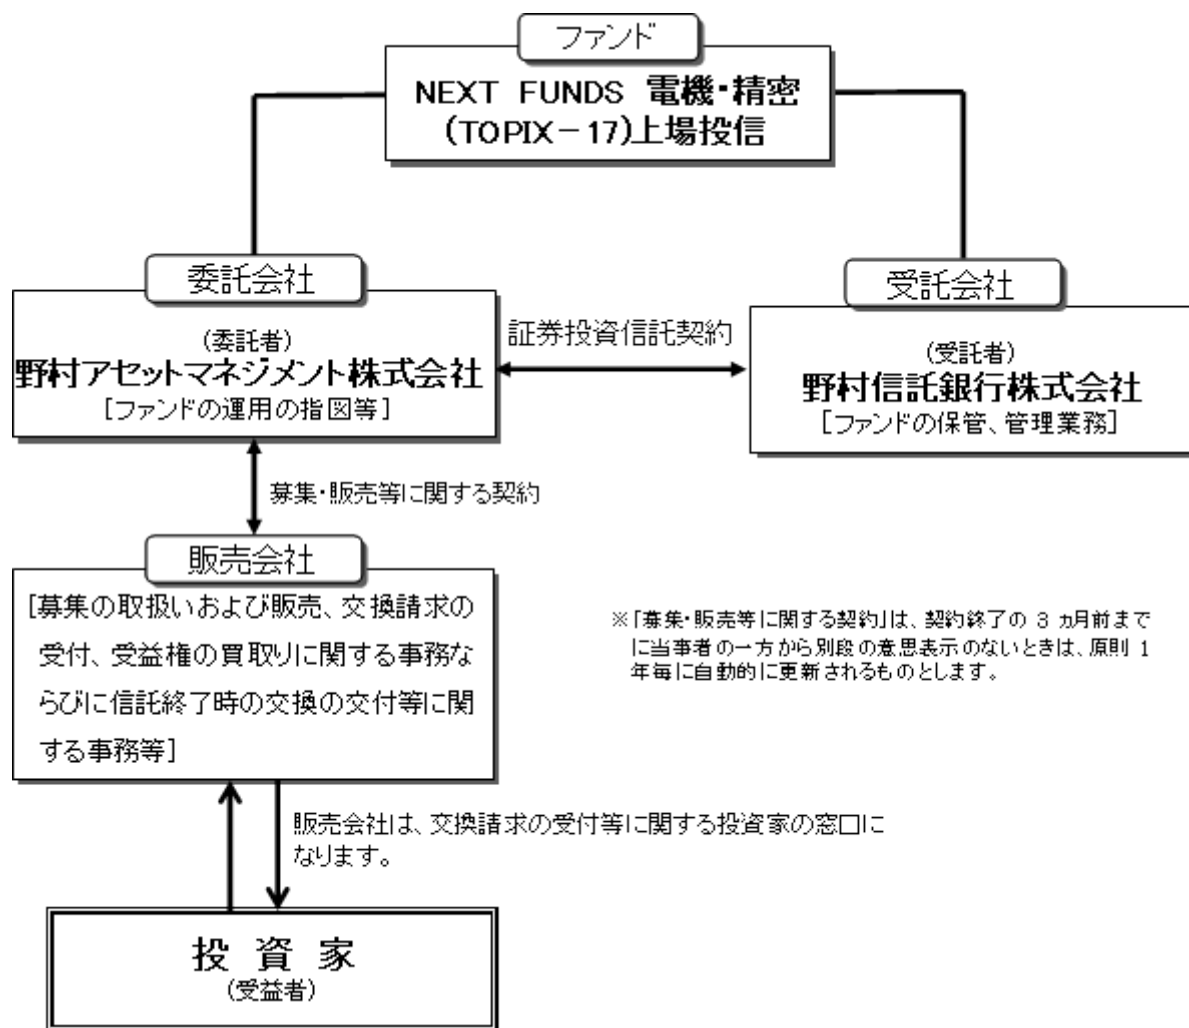 ファンド
NEXT FUNDS 電機・精密
(TOPIX-17)上場投信
委託会社
(委託者)
野村アセットマネジメント株式会社
[ファンドの運用の指図等]
証券投資信託契約
受託会社
(受託者)
野村信託銀行株式会社
[ファンドの保管、管理業務]
募集・販売等に関する契約
販売会社
[募集の取扱いおよび販売、交換請求の
受付、受益権の買取りに関する事務な
らびに信託終了時の交換の交付等に関
する事務等]
※「募集・販売等に関する契約」は、契約終了の 3 ヵ月前まで
に当事者の一方から別段の意思表示のないときは、原則 1
年毎に自動的に更新されるものとします。
販売会社は、交換請求の受付等に関する投資家の窓口に
なります。
投 資 家
(受益者)